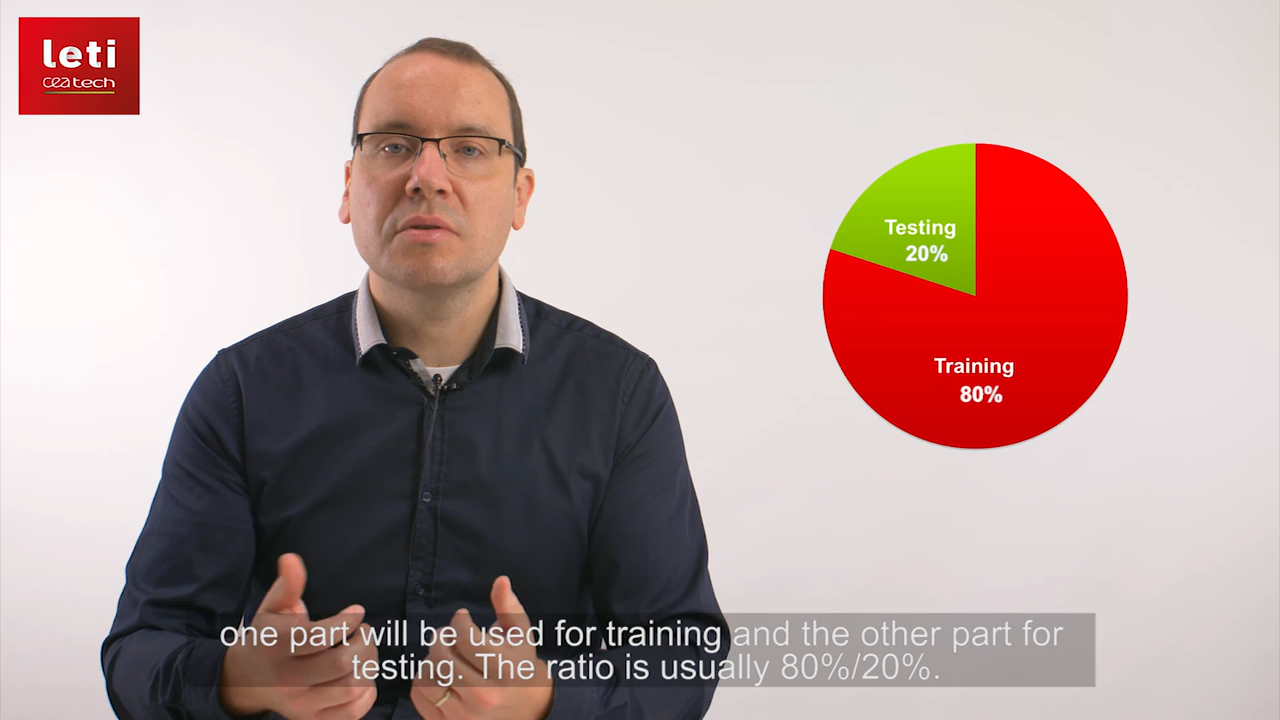 leti
cea tech
Testing
20%
Training
80%
one part will be used for training and the other part for
testing. The ratio is usually 80%/20%.